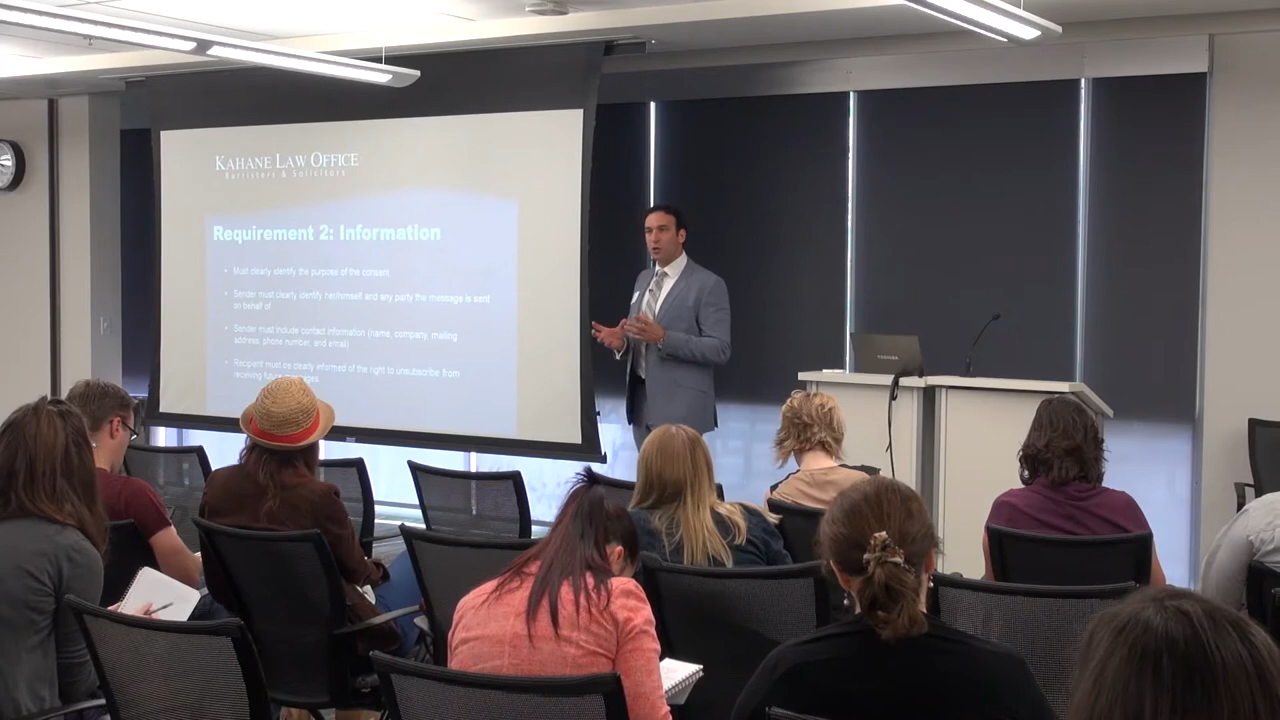 KAHANE LAW OFFICE
Barristers & Solicitors
Requirement 2: Information
• Must clearly identify the purpose of the consent
• Sender must clearly identify her/himself and any party the message is sent
on behalf of
• Sender must include contact information (name, company, mailing
address, phone number, and email)
• Recipient must be clearly informed of the right to unsubscribe from
receiving future messages
TOSHIBA